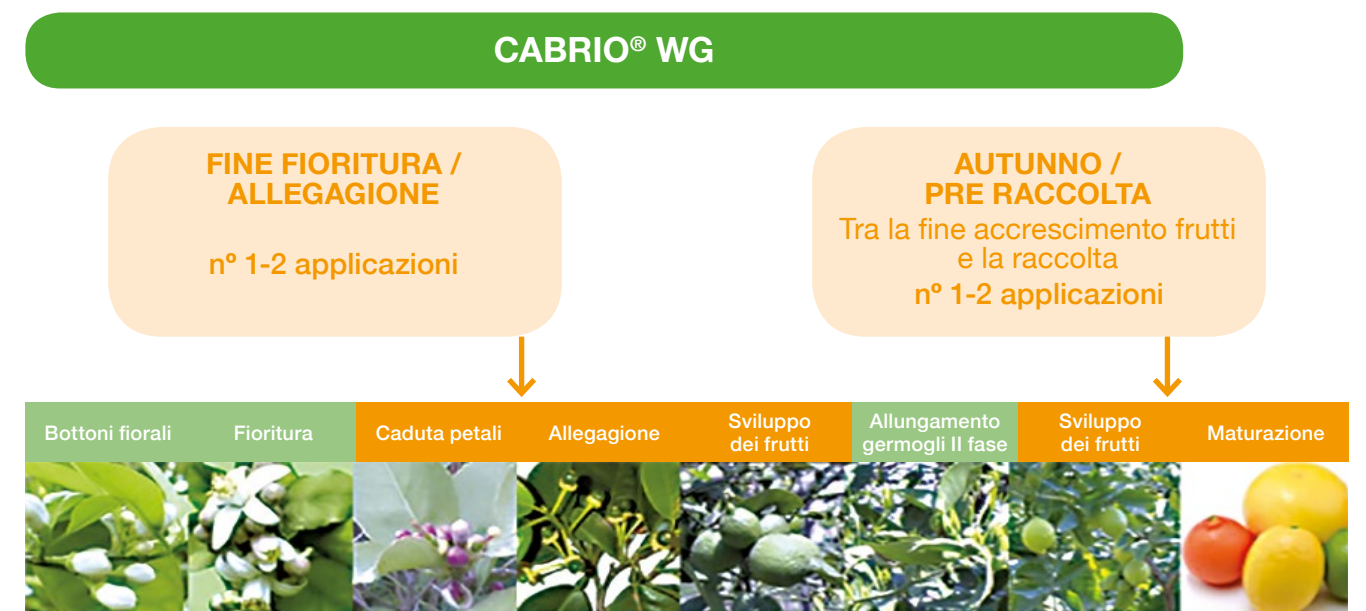 CABRIO® WG
FINE FIORITURA /
ALLEGAGIONE
nº 1-2 applicazioni
AUTUNNO /
PRE RACCOLTA
Tra la fine accrescimento frutti
e la raccolta
nº 1-2 applicazioni
Bottoni fiorali
Fioritura
Caduta petali
Allegagione
Sviluppo
dei frutti
Allungamento
germogli II fase
Sviluppo
dei frutti
Maturazione